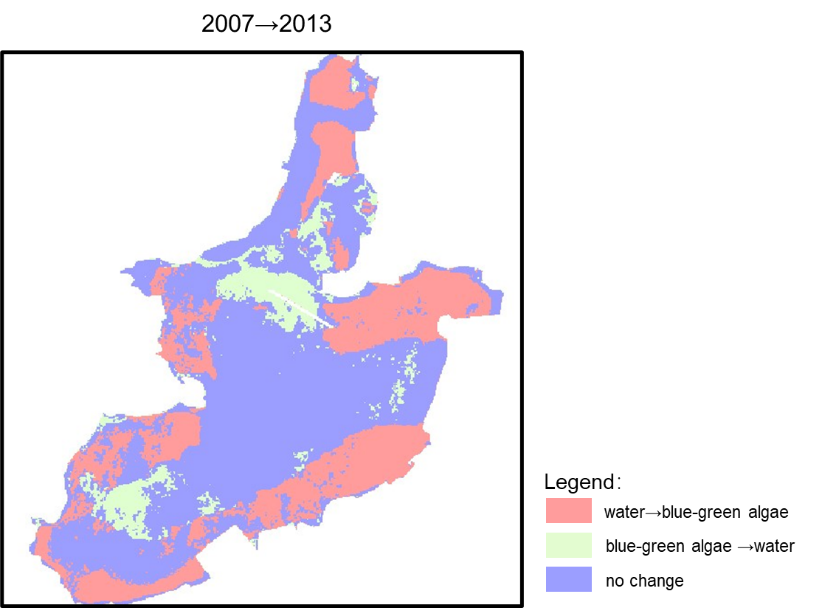 2007→2013
Legend:
water→blue-green algae
blue-green algae →water
no change